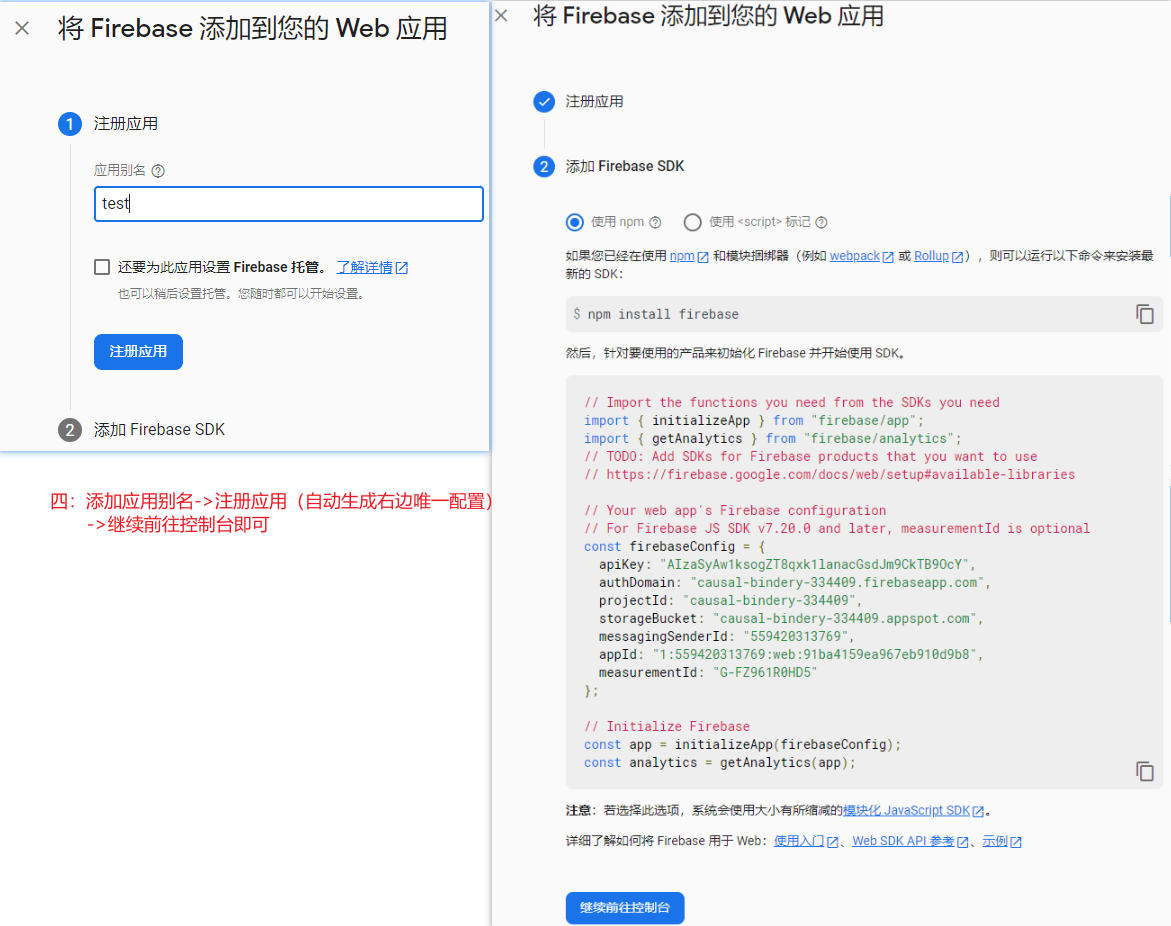 将 Firebase 添加到您的 Web 应用
1 注册应用
应用别名
test
还要为此应用设置 Firebase 托管。 了解详情
也可以稍后设置托管。您随时都可以开始设置。
注册应用
2 添加 Firebase SDK
四：添加应用别名->注册应用（自动生成右边唯一配置）
->继续前往控制台即可
将 Firebase 添加到您的 Web 应用
注册应用
2 添加 Firebase SDK
使用 npm 使用 <script> 标记
如果您已经在使用 npm 和模块捆绑器（例如 webpack 或 Rollup），则可以运行以下命令来安装最
新的 SDK：
$ npm install firebase
然后，针对要使用的产品来初始化 Firebase 并开始使用 SDK。
// Import the functions you need from the SDKs you need
import { initializeApp } from "firebase/app";
import { getAnalytics } from "firebase/analytics";
// TODO: Add SDKs for Firebase products that you want to use
// https://firebase.google.com/docs/web/setup#available-libraries
// Your web app's Firebase configuration
// For Firebase JS SDK v7.20.0 and later, measurementId is optional
const firebaseConfig = {
apiKey: "AIzaSyAw1ksogZT8qxk1lanacGsdJm9CkTB9OcY",
authDomain: "causal-bindery-334409.firebaseapp.com",
projectId: "causal-bindery-334409",
storageBucket: "causal-bindery-334409.appspot.com",
messagingSenderId: "559420313769",
appId: "1:559420313769:web:91ba4159ea967eb910d9b8",
measurementId: "G-FZ961R0HD5"
};
// Initialize Firebase
const app = initializeApp(firebaseConfig);
const analytics = getAnalytics(app);
注意：若选择此选项，系统会使用大小有所缩减的模块化 JavaScript SDK。
详细了解如何将 Firebase 用于 Web：使用入门、Web SDK API 参考、示例
继续前往控制台